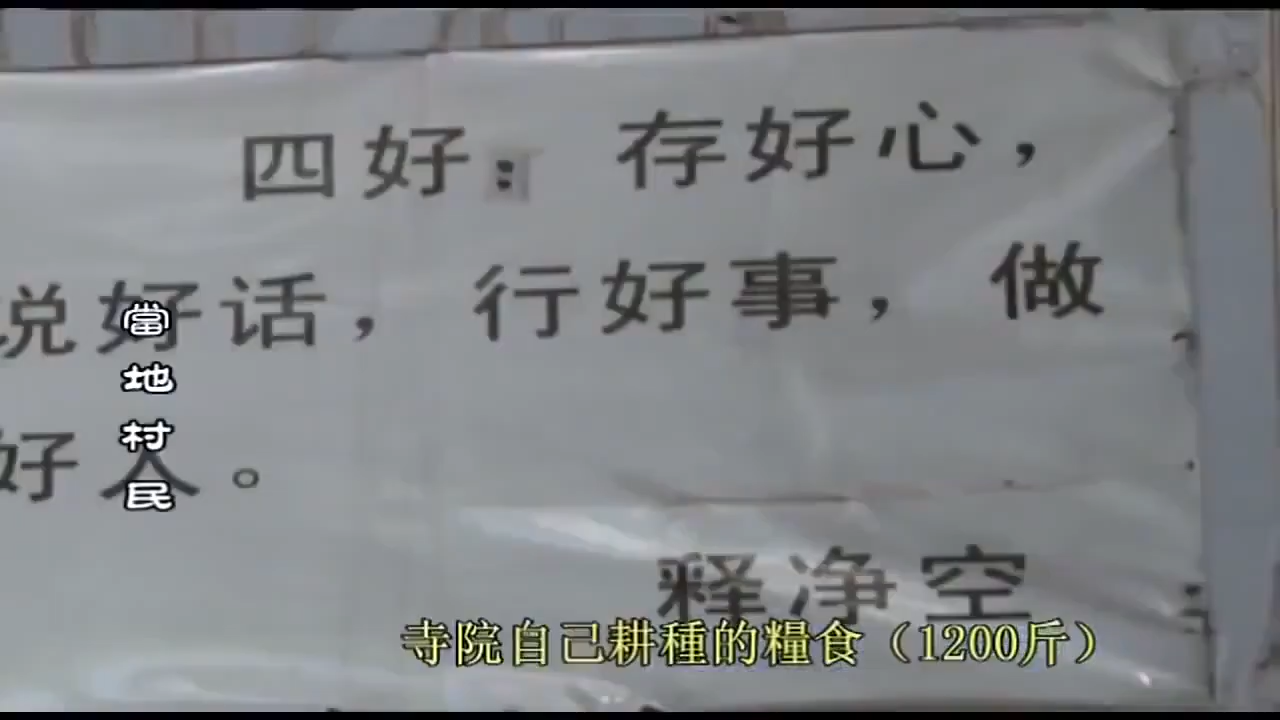 四好：存好心，
说好话，行好事，做
好人。
释净空
當地村民
寺院自己耕種的糧食（1200斤）